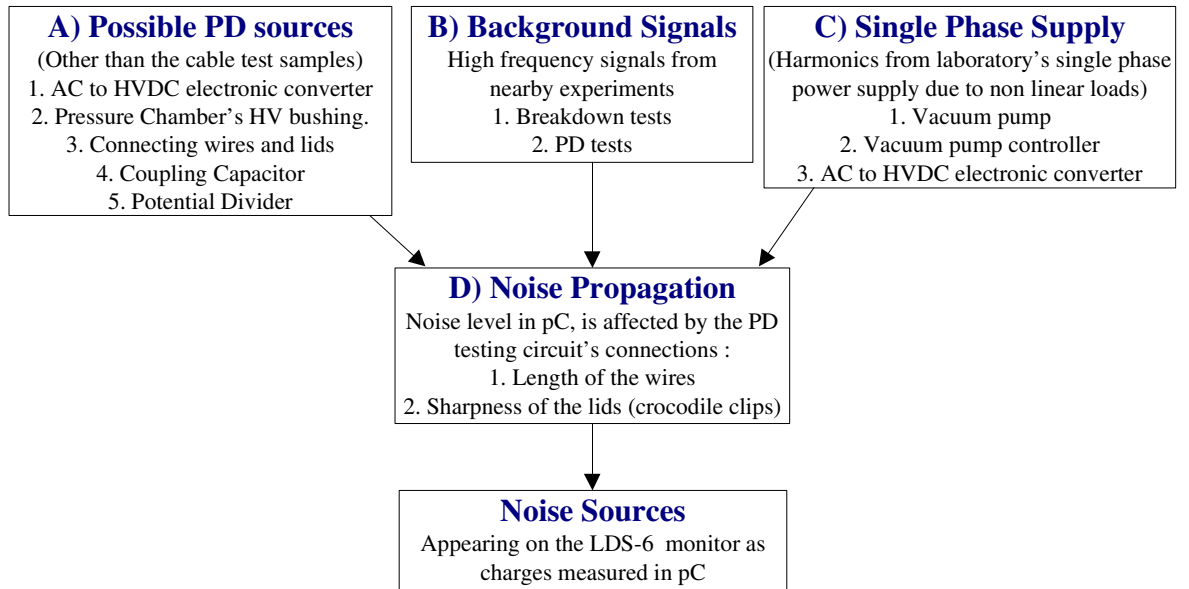 A) Possible PD sources
(Other than the cable test samples)
1. AC to HVDC electronic converter
2. Pressure Chamber's HV bushing.
3. Connecting wires and lids
4. Coupling Capacitor
5. Potential Divider
B) Background Signals
High frequency signals from
nearby experiments
1. Breakdown tests
2. PD tests
C) Single Phase Supply
(Harmonics from laboratory's single phase
power supply due to non linear loads)
1. Vacuum pump
2. Vacuum pump controller
3. AC to HVDC electronic converter
D) Noise Propagation
Noise level in pC, is affected by the PD
testing circuit's connections :
1. Length of the wires
2. Sharpness of the lids (crocodile clips)
Noise Sources
Appearing on the LDS-6 monitor as
charges measured in pC